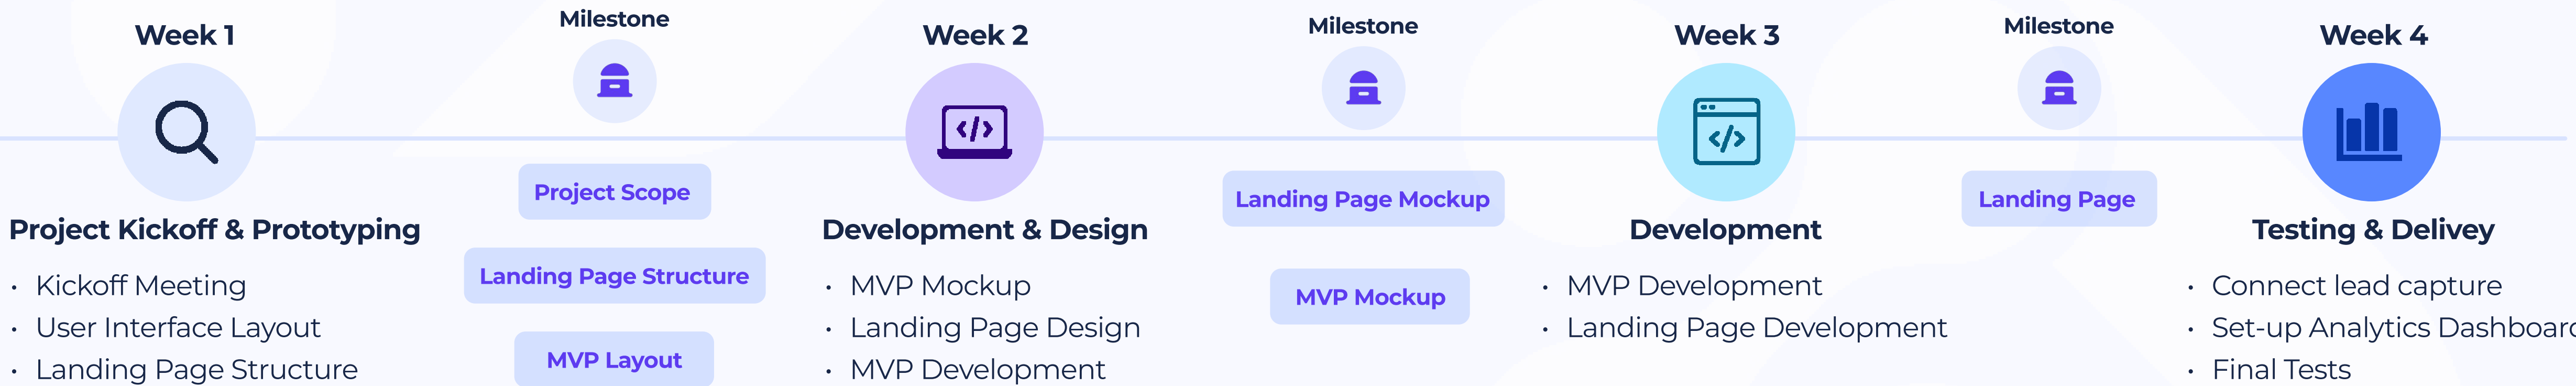 Week 1
Project Kickoff & Prototyping
• Kickoff Meeting
• User Interface Layout
• Landing Page Structure
Milestone
Project Scope
Landing Page Structure
MVP Layout
Week 2
Development & Design
• MVP Mockup
• Landing Page Design
• MVP Development
Milestone
Landing Page Mockup
MVP Mockup
Week 3
Development
• MVP Development
• Landing Page Development
Milestone
Landing Page
Week 4
Testing & Delivey
• Connect lead capture
• Set-up Analytics Dashboard
• Final Tests